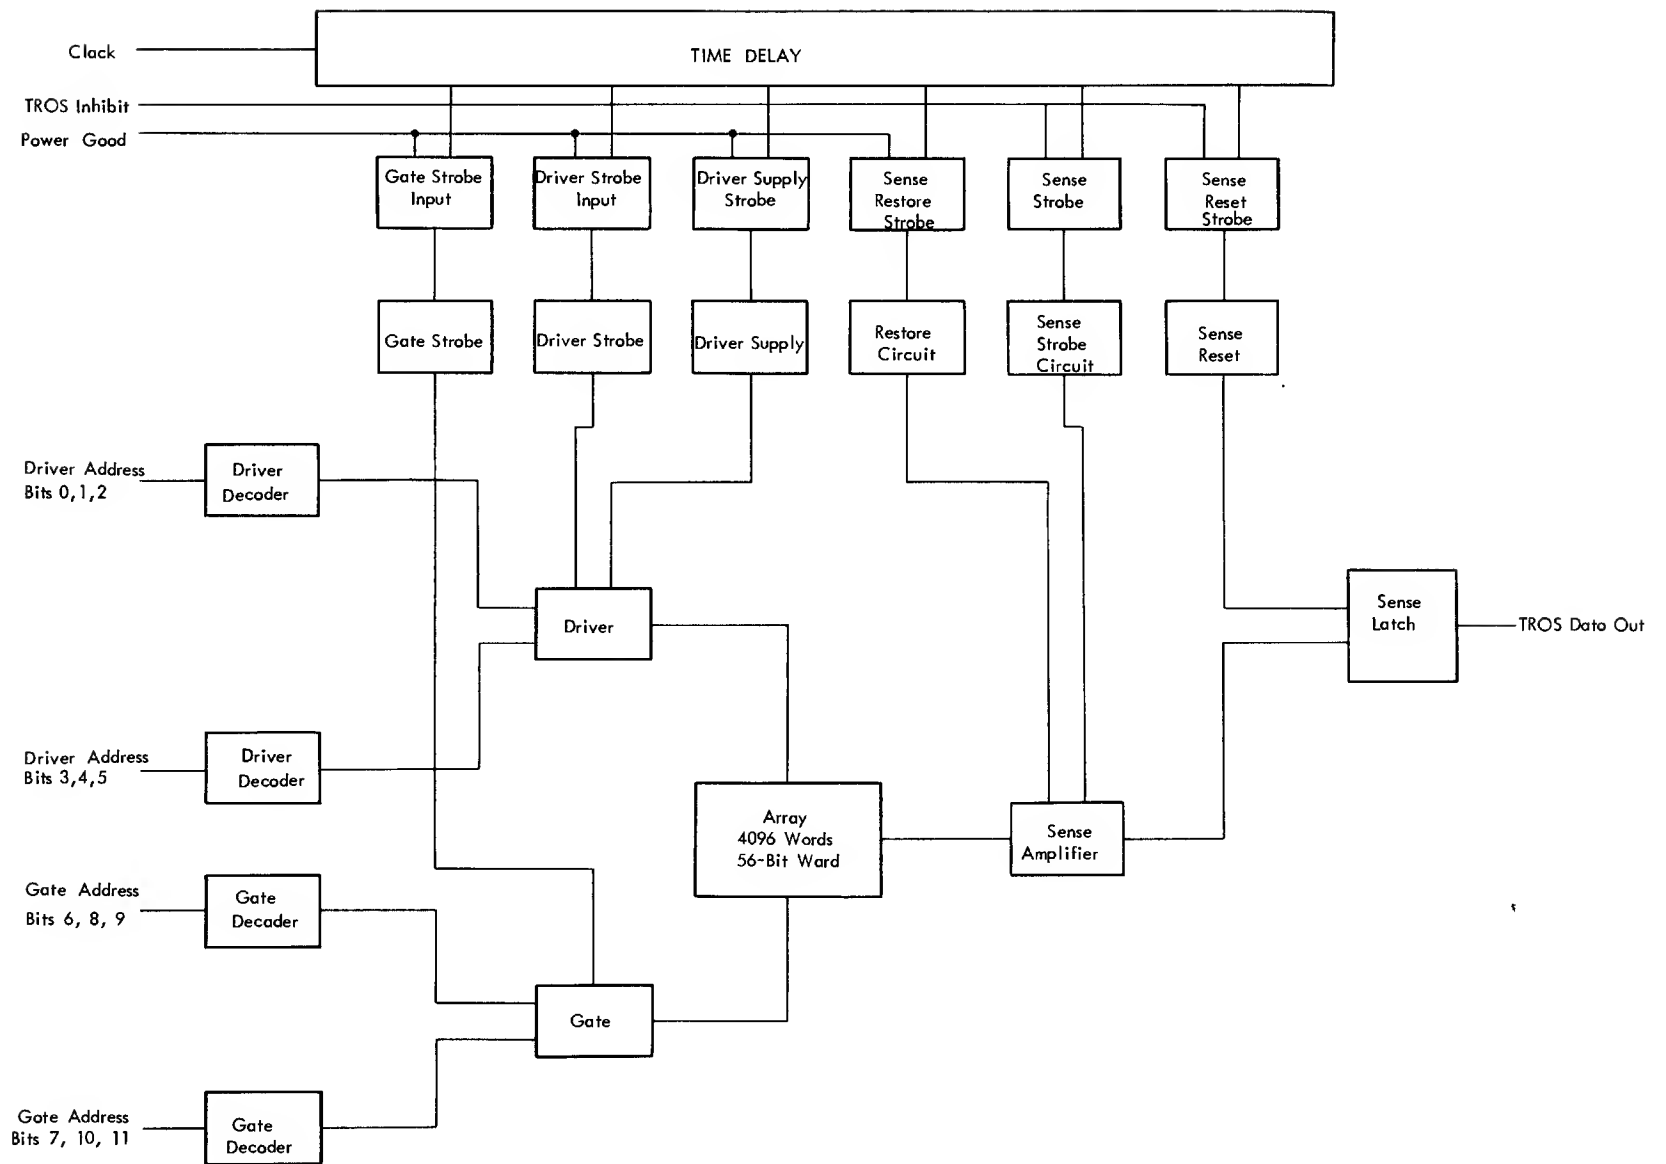 Clack
TIME DELAY
TROS Inhibit
Power Good
Gate Strobe
Input
Driver Strobe
Input
Driver Supply
Strobe
Sense
Restore
Strobe
Sense
Strobe
Sense
Reset
Strobe
Gate Strobe
Driver Strobe
Driver Supply
Restore
Circuit
Sense
Strobe
Circuit
Sense
Reset
Driver Address
Bits 0,1,2
Driver
Decoder
Driver
Sense
Latch
TROS Dato Out
Driver Address
Bits 3,4,5
Driver
Decoder
Array
4096 Words
56-Bit Ward
Sense
Amplifier
Gate Address
Bits 6, 8, 9
Gate
Decader
Gate
Gote Address
Bits 7, 10, 11
Gate
Decoder